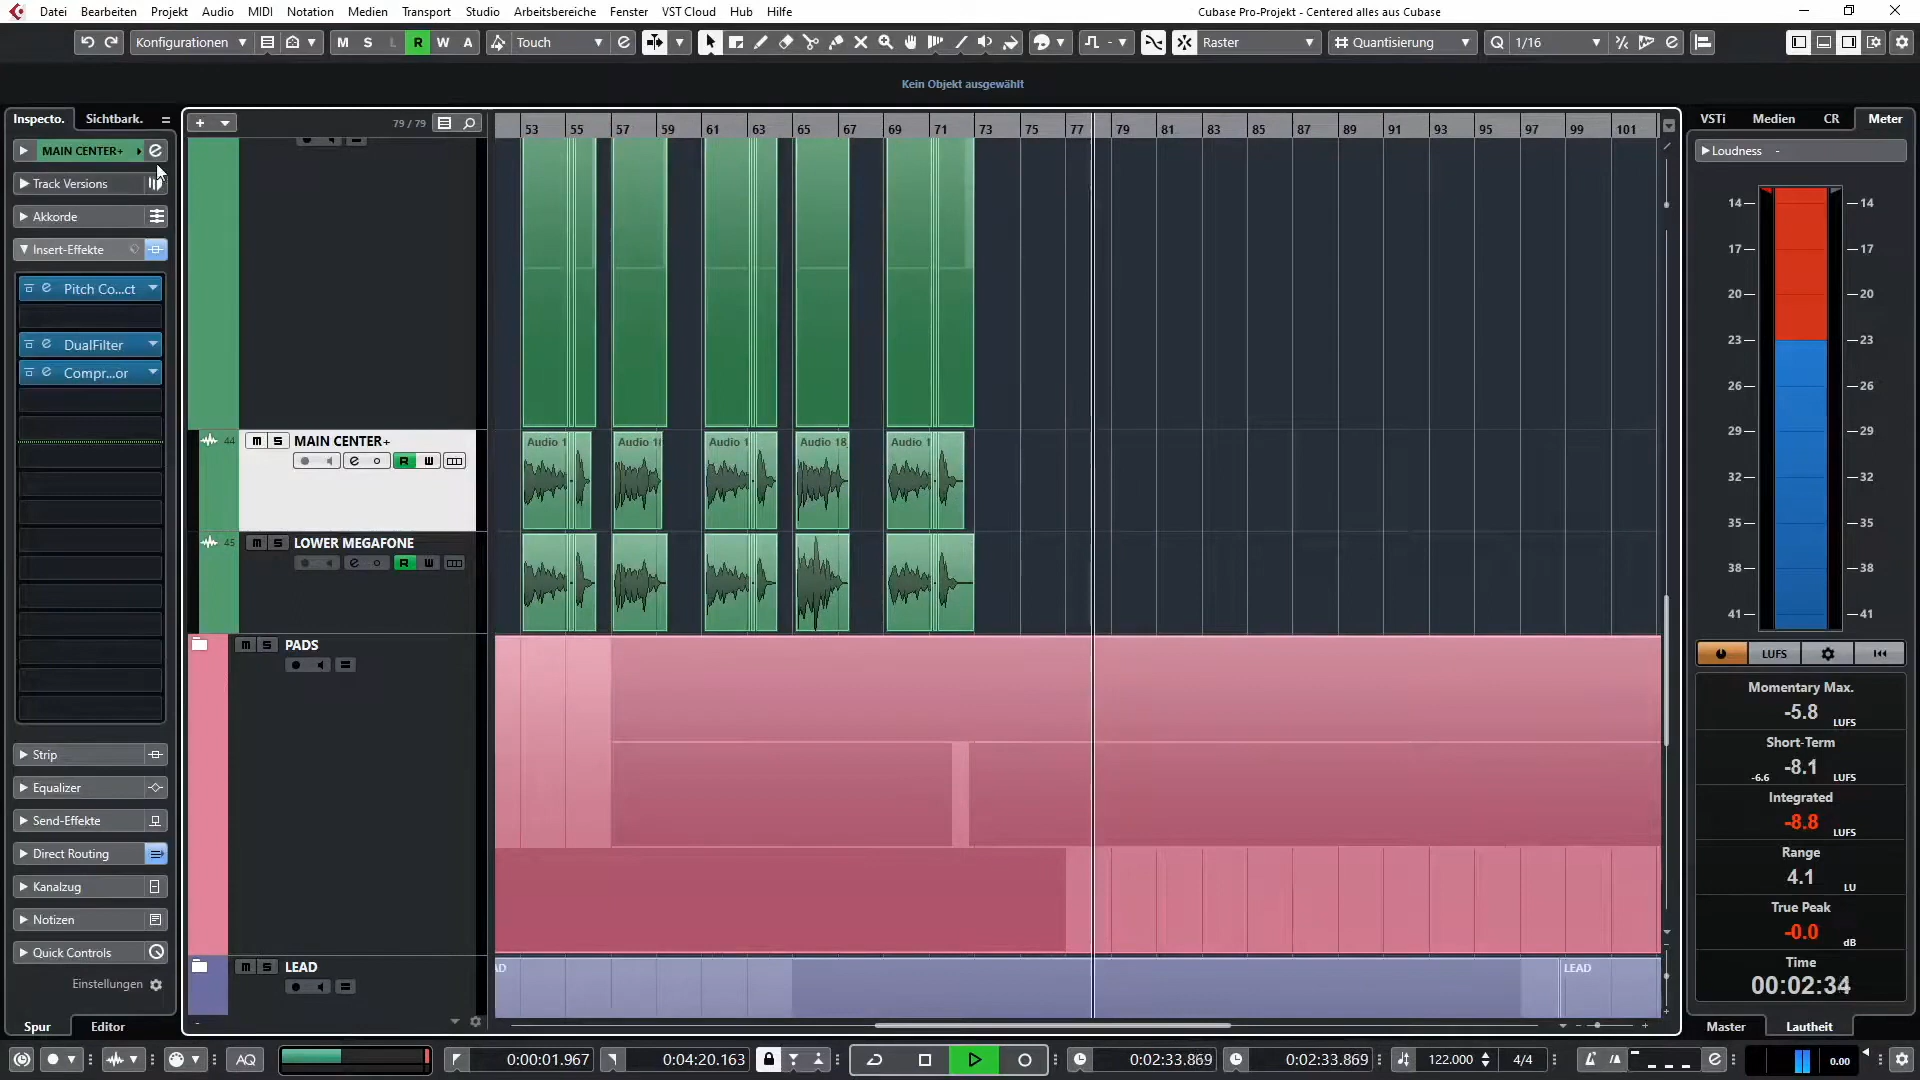 Datei Bearbeiten Projekt Audio MIDI Notation Medien Transport Studio Arbeitsbereiche Fenster VST Cloud Hub Hilfe
Cubase Pro-Projekt - Centered alles aus Cubase
Konfigurationen M S L R W A Touch Raster Quantisierung Q 1/16
Kein Objekt ausgewählt
Inspecto. Sichtbark. 79 / 79
53 55 57 59 61 63 65 67 69 71 73 75 77 79 81 83 85 87 89 91 93 95 97 99 101
VSTi Medien CR Meter
MAIN CENTER+
Track Versions
Akkorde
Insert-Effekte
Pitch Co...ct
DualFilter
Compr...or
Strip
Equalizer
Send-Effekte
Direct Routing
Kanalzug
Notizen
Quick Controls
Einstellungen
Spur Editor
44 M S MAIN CENTER+
R W
Audio 1 Audio 18 Audio 1 Audio 18 Audio 1
45 M S LOWER MEGAFONE
R W
M S PADS
M S LEAD
LEAD
Loudness -
14 14
17 17
20 20
23 23
26 26
29 29
32 32
35 35
38 38
41 41
LUFS
Momentary Max.
-5.8 LUFS
Short-Term
-6.6 -8.1 LUFS
Integrated
-8.8 LUFS
Range
4.1 LU
True Peak
-0.0 dB
Time
00:02:34
Master Lautheit
AQ 0:00:01.967 0:04:20.163 0:02:33.869 0:02:33.869 122.000 4/4 0.00